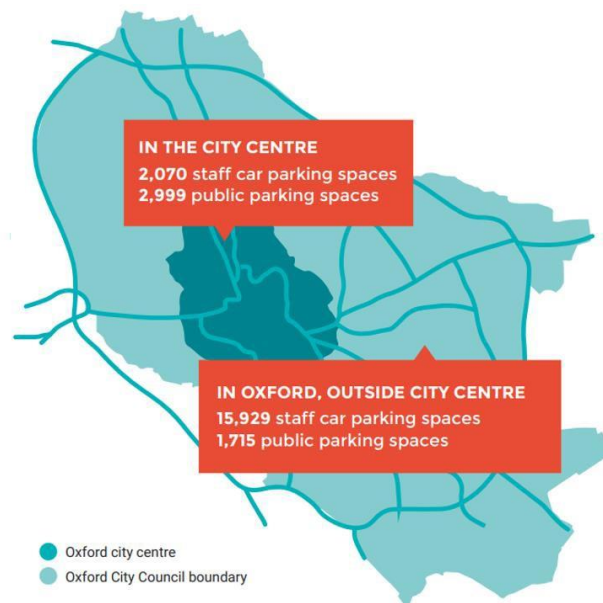 IN THE CITY CENTRE
2,070 staff car parking spaces
2,999 public parking spaces
IN OXFORD, OUTSIDE CITY CENTRE
15,929 staff car parking spaces
1,715 public parking spaces
Oxford city centre
Oxford City Council boundary